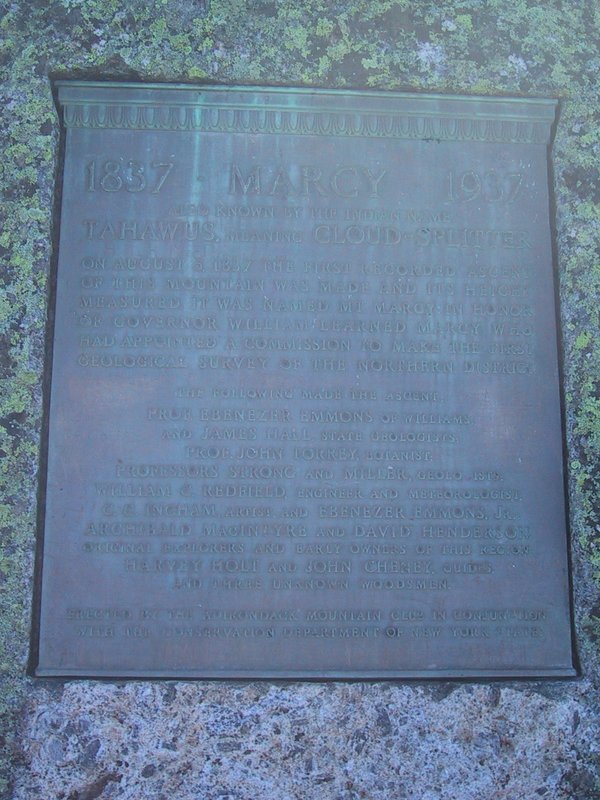 1837 · MARCY · 1937
ALSO KNOWN BY THE INDIAN NAME
TAHAWUS, MEANING CLOUD-SPLITTER
ON AUGUST 5, 1837 THE FIRST RECORDED ASCENT
OF THIS MOUNTAIN WAS MADE AND ITS HEIGHT
MEASURED. IT WAS NAMED MT. MARCY IN HONOR
OF GOVERNOR WILLIAM LEARNED MARCY WHO
HAD APPOINTED A COMMISSION TO MAKE THE FIRST
GEOLOGICAL SURVEY OF THE NORTHERN DISTRICT
THE FOLLOWING MADE THE ASCENT,
PROF. EBENEZER EMMONS OF WILLIAMS
AND JAMES HALL, STATE GEOLOGISTS,
PROF. JOHN TORREY, BOTANIST,
PROFESSORS STRONG AND MILLER, GEOLOGISTS,
WILLIAM C. REDFIELD ENGINEER AND METEOROLOGIST,
C. C. INGHAM, ARTIST, AND EBENEZER EMMONS, JR.,
ARCHIBALD MACINTYRE AND DAVID HENDERSON
ORIGINAL EXPLORERS AND EARLY OWNERS OF THIS REGION
HARVEY HOLT AND JOHN CHENEY, GUIDES
AND THREE UNKNOWN WOODSMEN.
ERECTED BY THE ADIRONDACK MOUNTAIN CLUB IN CONJUNCTION
WITH THE CONSERVATION DEPARTMENT OF NEW YORK STATE